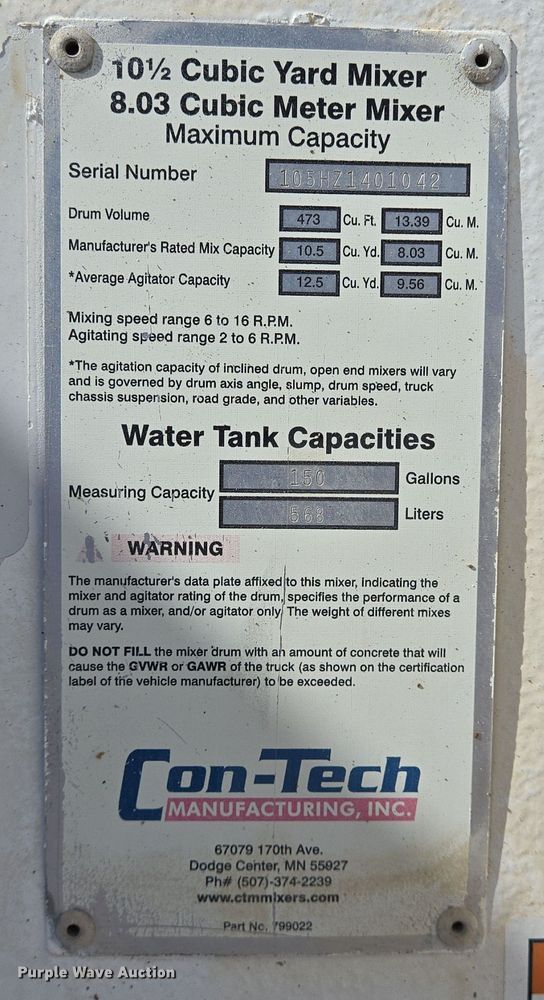 10½ Cubic Yard Mixer
8.03 Cubic Meter Mixer
Maximum Capacity
Serial Number 105HZ1401042
Drum Volume 473 Cu. Ft. 13.39 Cu. M.
Manufacturer's Rated Mix Capacity 10.5 Cu. Yd. 8.03 Cu. M.
*Average Agitator Capacity 12.5 Cu. Yd. 9.56 Cu. M.
Mixing speed range 6 to 16 R.P.M.
Agitating speed range 2 to 6 R.P.M.
*The agitation capacity of inclined drum, open end mixers will vary
and is governed by drum axis angle, slump, drum speed, truck
chassis suspension, road grade, and other variables.
Water Tank Capacities
Measuring Capacity 150 Gallons
568 Liters
WARNING
The manufacturer's data plate affixed to this mixer, indicating the
mixer and agitator rating of the drum, specifies the performance of a
drum as a mixer, and/or agitator only. The weight of different mixes
may vary.
DO NOT FILL the mixer drum with an amount of concrete that will
cause the GVWR or GAWR of the truck (as shown on the certification
label of the vehicle manufacturer) to be exceeded.
Con-Tech
MANUFACTURING, INC.
67079 170th Ave.
Dodge Center, MN 55927
Ph# (507)-374-2239
www.ctmmixers.com
Part No. 799022
Purple Wave Auction